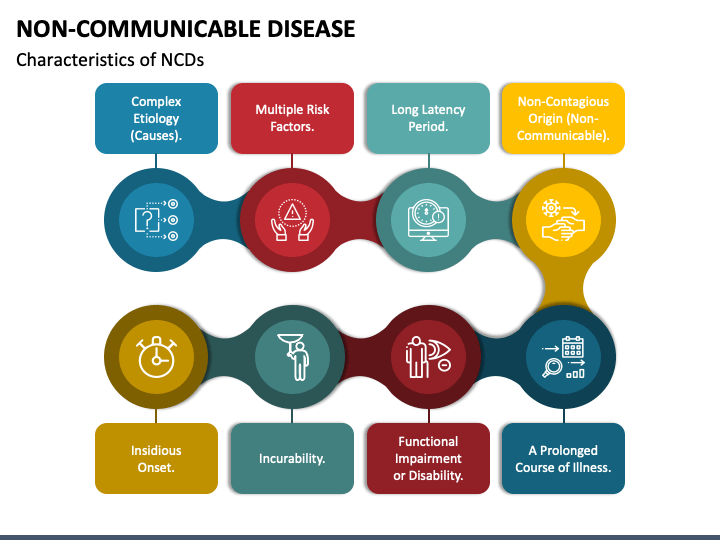 NON-COMMUNICABLE DISEASE
Characteristics of NCDs
Complex
Etiology
(Causes).
Multiple Risk
Factors.
Long Latency
Period.
Non-Contagious
Origin (Non-
Communicable).
?
Insidious
Onset.
Incurability.
Functional
Impairment
or Disability.
A Prolonged
Course of Illness.